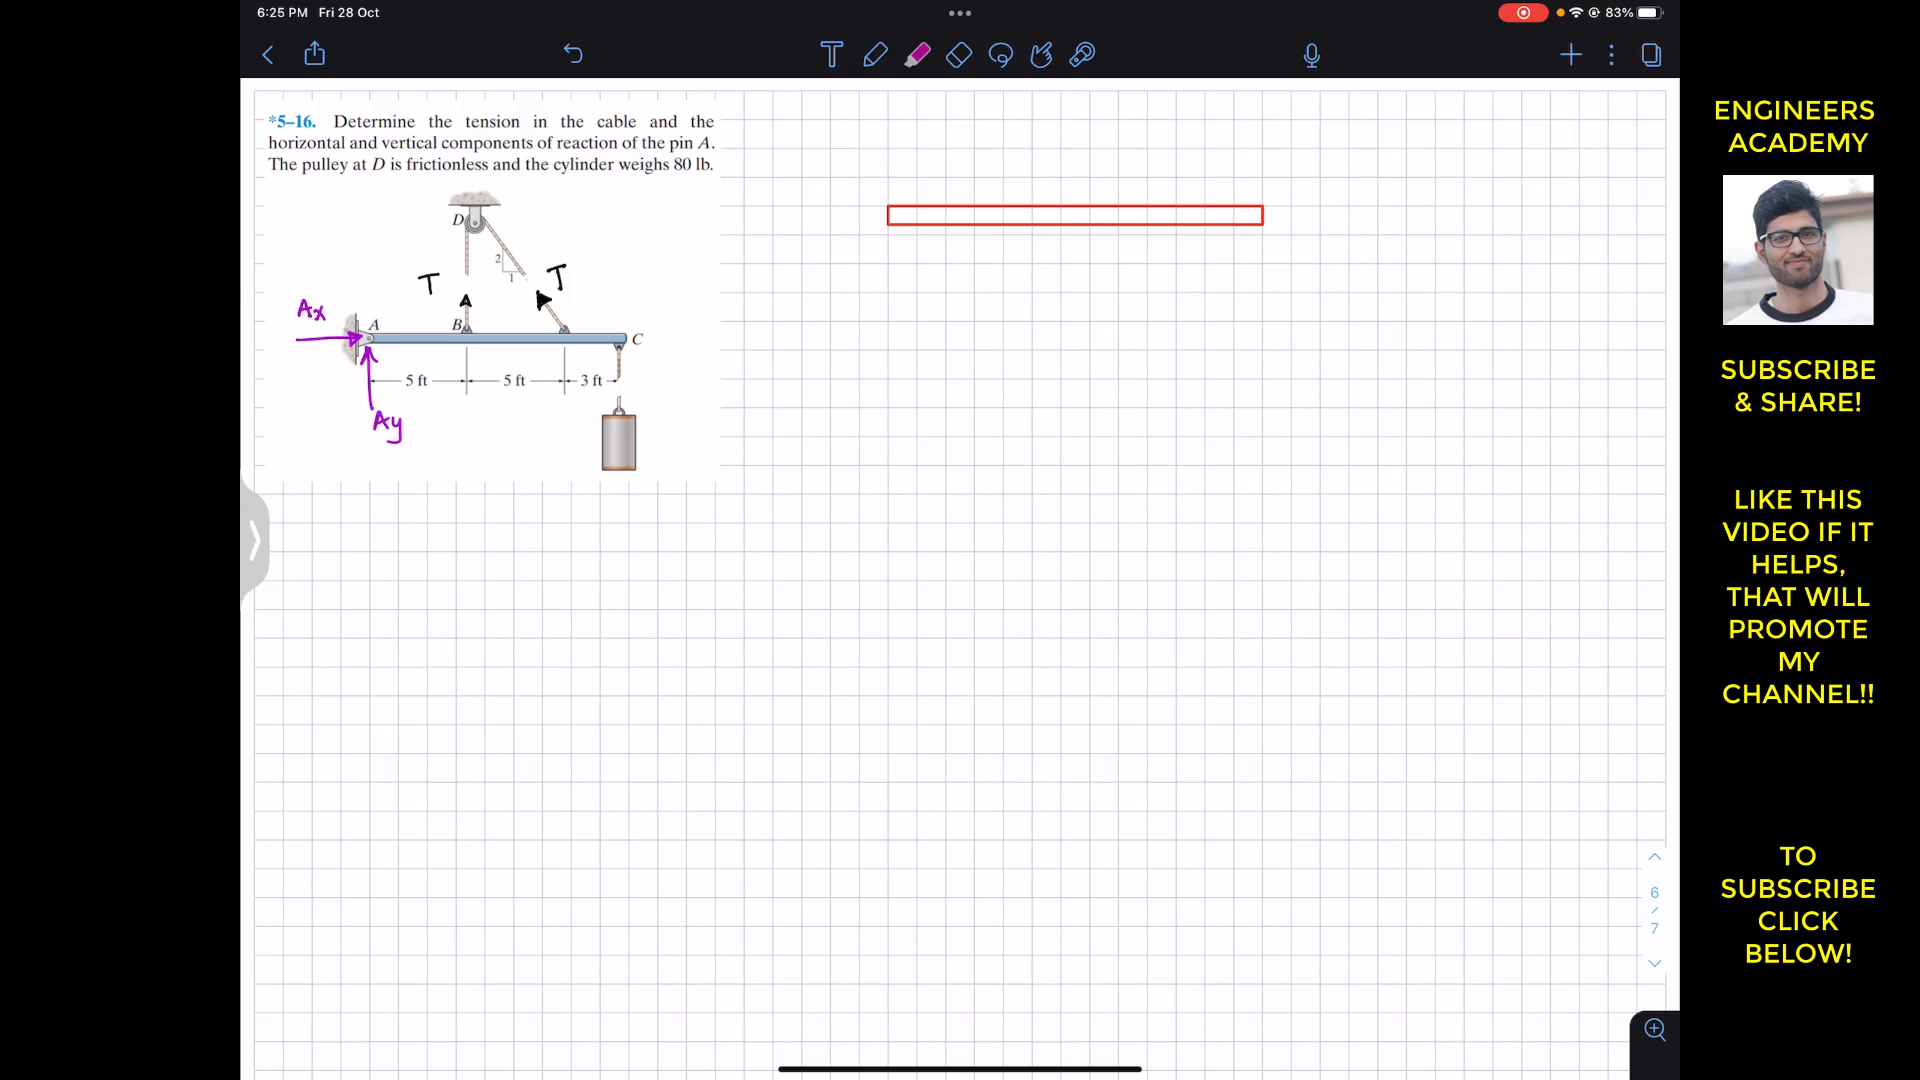 6:25 PM Fri 28 Oct
83%
*5–16. Determine the tension in the cable and the
horizontal and vertical components of reaction of the pin A.
The pulley at D is frictionless and the cylinder weighs 80 lb.
D
2
1
T
T
Ax
A
B
C
5 ft
5 ft
3 ft
Ay
6
/
7
ENGINEERS
ACADEMY
SUBSCRIBE
& SHARE!
LIKE THIS
VIDEO IF IT
HELPS,
THAT WILL
PROMOTE
MY
CHANNEL!!
TO
SUBSCRIBE
CLICK
BELOW!